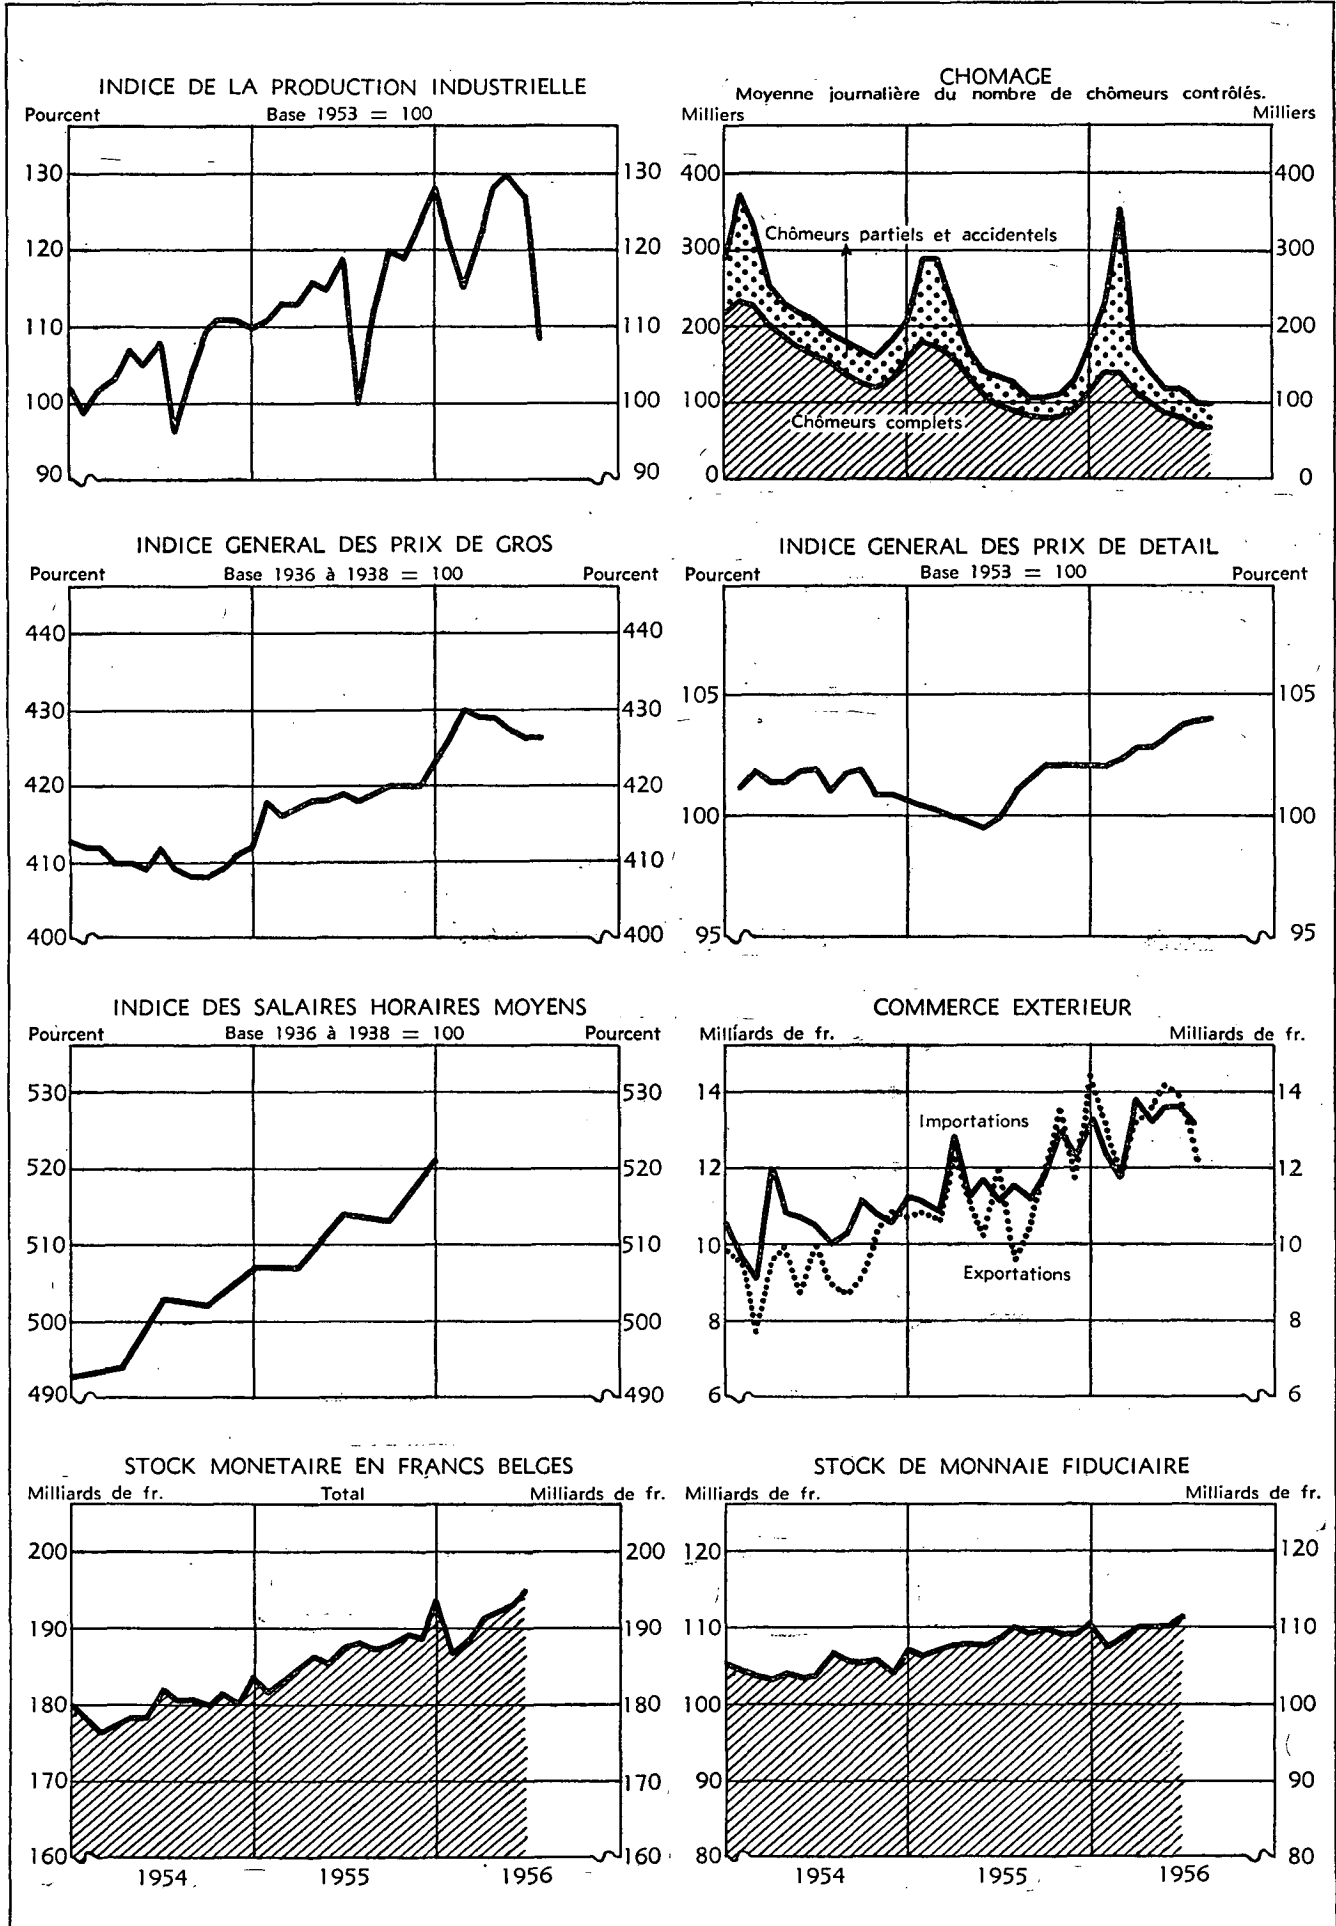 INDICE DE LA PRODUCTION INDUSTRIELLE
Pourcent Base 1953 = 100
130 130
120 120
110 110
100 100
90 90
CHOMAGE
Moyenne journalière du nombre de chômeurs contrôlés.
Milliers Milliers
400 400
Chômeurs partiels et accidentels
300 300
200 200
100 100
Chômeurs complets
0 0
INDICE GENERAL DES PRIX DE GROS
Pourcent Base 1936 à 1938 = 100 Pourcent
440 440
430 430
420 420
410 410
400 400
INDICE GENERAL DES PRIX DE DETAIL
Pourcent Base 1953 = 100 Pourcent
105 105
100 100
95 95
INDICE DES SALAIRES HORAIRES MOYENS
Pourcent Base 1936 à 1938 = 100 Pourcent
530 530
520 520
510 510
500 500
490 490
COMMERCE EXTERIEUR
Milliards de fr. Milliards de fr.
14 14
Importations
12 12
10 10
Exportations
8 8
6 6
STOCK MONETAIRE EN FRANCS BELGES
Milliards de fr. Total Milliards de fr.
200 200
190 190
180 180
170 170
160 160
1954 1955 1956
STOCK DE MONNAIE FIDUCIAIRE
Milliards de fr. Milliards de fr.
120 120
110 110
100 100
90 90
80 80
1954 1955 1956